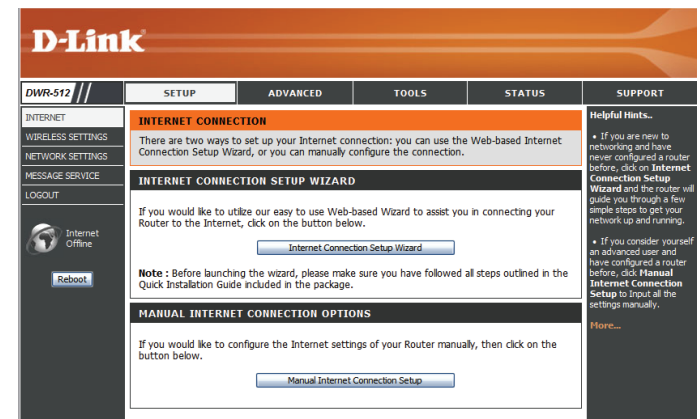 D-Link
DWR-512
SETUP
ADVANCED
TOOLS
STATUS
SUPPORT
INTERNET
WIRELESS SETTINGS
NETWORK SETTINGS
MESSAGE SERVICE
LOGOUT
Internet
Offline
Reboot
INTERNET CONNECTION
There are two ways to set up your Internet connection: you can use the Web-based Internet
Connection Setup Wizard, or you can manually configure the connection.
INTERNET CONNECTION SETUP WIZARD
If you would like to utilize our easy to use Web-based Wizard to assist you in connecting your
Router to the Internet, click on the button below.
Internet Connection Setup Wizard
Note : Before launching the wizard, please make sure you have followed all steps outlined in the
Quick Installation Guide included in the package.
MANUAL INTERNET CONNECTION OPTIONS
If you would like to configure the Internet settings of your Router manually, then click on the
button below.
Manual Internet Connection Setup
Helpful Hints..
• If you are new to
networking and have
never configured a router
before, click on Internet
Connection Setup
Wizard and the router will
guide you through a few
simple steps to get your
network up and running.
• If you consider yourself
an advanced user and
have configured a router
before, click Manual
Internet Connection
Setup to Input all the
settings manually.
More...